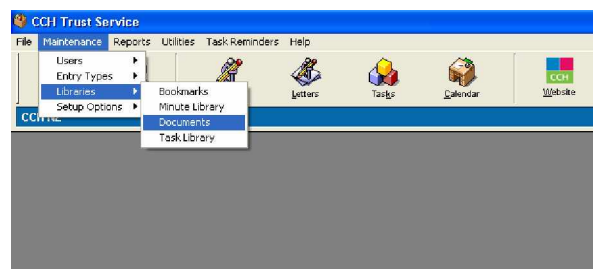 CCH Trust Service
File Maintenance Reports Utilities Task Reminders Help
Users
Entry Types
Libraries
Setup Options
Bookmarks
Minute Library
Documents
Task Library
Letters Tasks Calendar Website
CCH